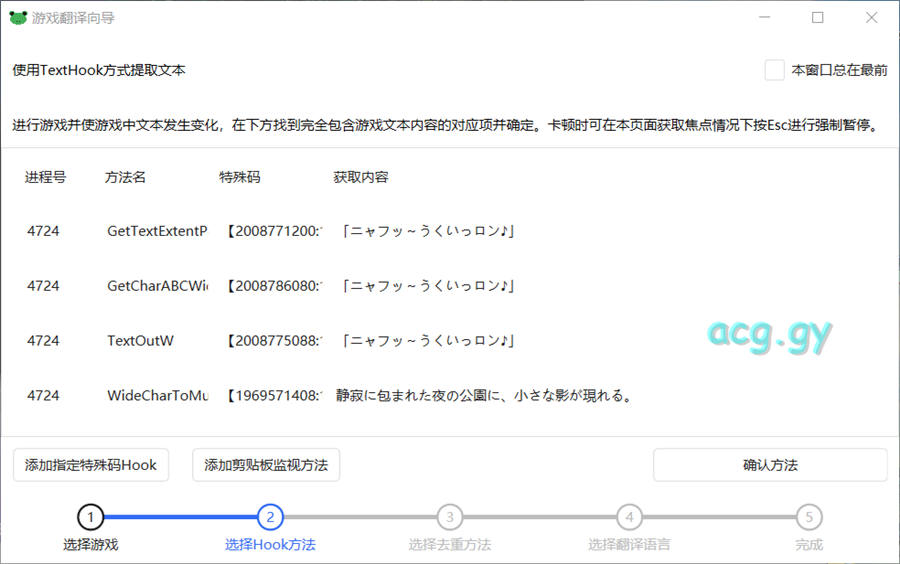 游戏翻译向导
使用TextHook方式提取文本
本窗口总在最前
进行游戏并使游戏中文本发生变化，在下方找到完全包含游戏文本内容的对应项并确定。卡顿时可在本页面获取焦点情况下按Esc进行强制暂停。
进程号 方法名 特殊码 获取内容
4724 GetTextExtentP 【2008771200: 「ニャフッ～うくいっロン♪」
4724 GetCharABCWi 【2008786080: 「ニャフッ～うくいっロン♪」
4724 TextOutW 【2008775088: 「ニャフッ～うくいっロン♪」
4724 WideCharToMu 【1969571408: 静寂に包まれた夜の公園に、小さな影が現れる。
acg.gy
添加指定特殊码Hook 添加剪贴板监视方法 确认方法
1 2 3 4 5
选择游戏 选择Hook方法 选择去重方法 选择翻译语言 完成